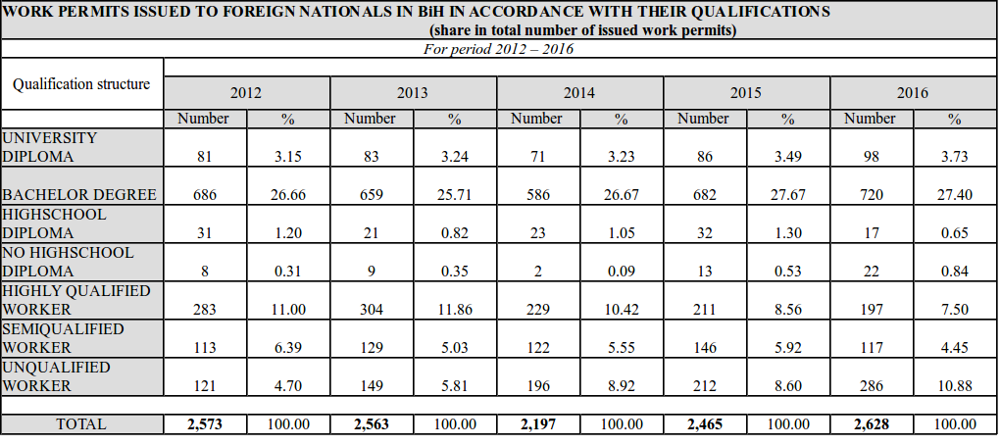 WORK PERMITS ISSUED TO FOREIGN NATIONALS IN BiH IN ACCORDANCE WITH THEIR QUALIFICATIONS
(share in total number of issued work permits)
For period 2012 – 2016
Qualification structure 2012 2013 2014 2015 2016
Number % Number % Number % Number % Number %
UNIVERSITY
DIPLOMA 81 3.15 83 3.24 71 3.23 86 3.49 98 3.73
BACHELOR DEGREE 686 26.66 659 25.71 586 26.67 682 27.67 720 27.40
HIGHSCHOOL
DIPLOMA 31 1.20 21 0.82 23 1.05 32 1.30 17 0.65
NO HIGHSCHOOL
DIPLOMA 8 0.31 9 0.35 2 0.09 13 0.53 22 0.84
HIGHLY QUALIFIED
WORKER 283 11.00 304 11.86 229 10.42 211 8.56 197 7.50
SEMIQUALIFIED
WORKER 113 6.39 129 5.03 122 5.55 146 5.92 117 4.45
UNQUALIFIED
WORKER 121 4.70 149 5.81 196 8.92 212 8.60 286 10.88
TOTAL 2,573 100.00 2,563 100.00 2,197 100.00 2,465 100.00 2,628 100.00